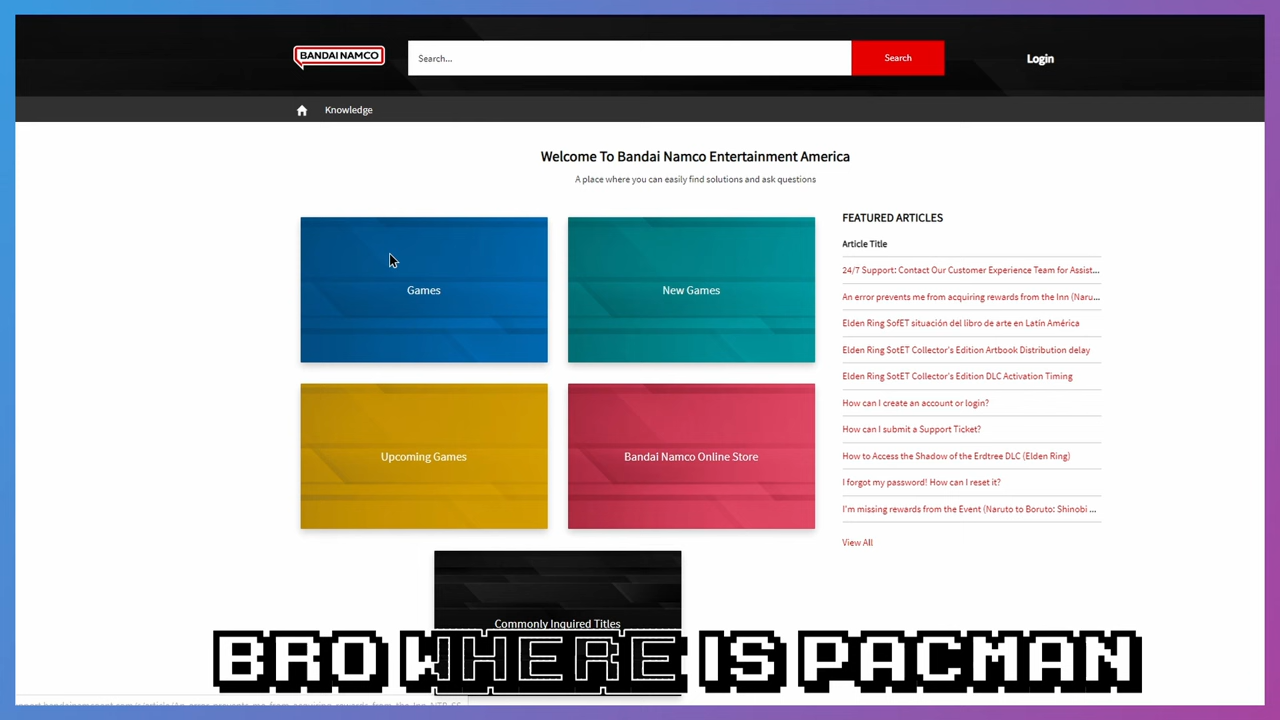 BANDAI NAMCO
Search...
Search
Login
Knowledge
Welcome To Bandai Namco Entertainment America
A place where you can easily find solutions and ask questions
Games
New Games
Upcoming Games
Bandai Namco Online Store
Commonly Inquired Titles
FEATURED ARTICLES
Article Title
24/7 Support: Contact Our Customer Experience Team for Assist...
An error prevents me from acquiring rewards from the Inn (Naru...
Elden Ring SofET situación del libro de arte en Latín América
Elden Ring SotET Collector's Edition Artbook Distribution delay
Elden Ring SotET Collector's Edition DLC Activation Timing
How can I create an account or login?
How can I submit a Support Ticket?
How to Access the Shadow of the Erdtree DLC (Elden Ring)
I forgot my password! How can I reset it?
I'm missing rewards from the Event (Naruto to Boruto: Shinobi ...
View All
BRO WHERE IS PACMAN